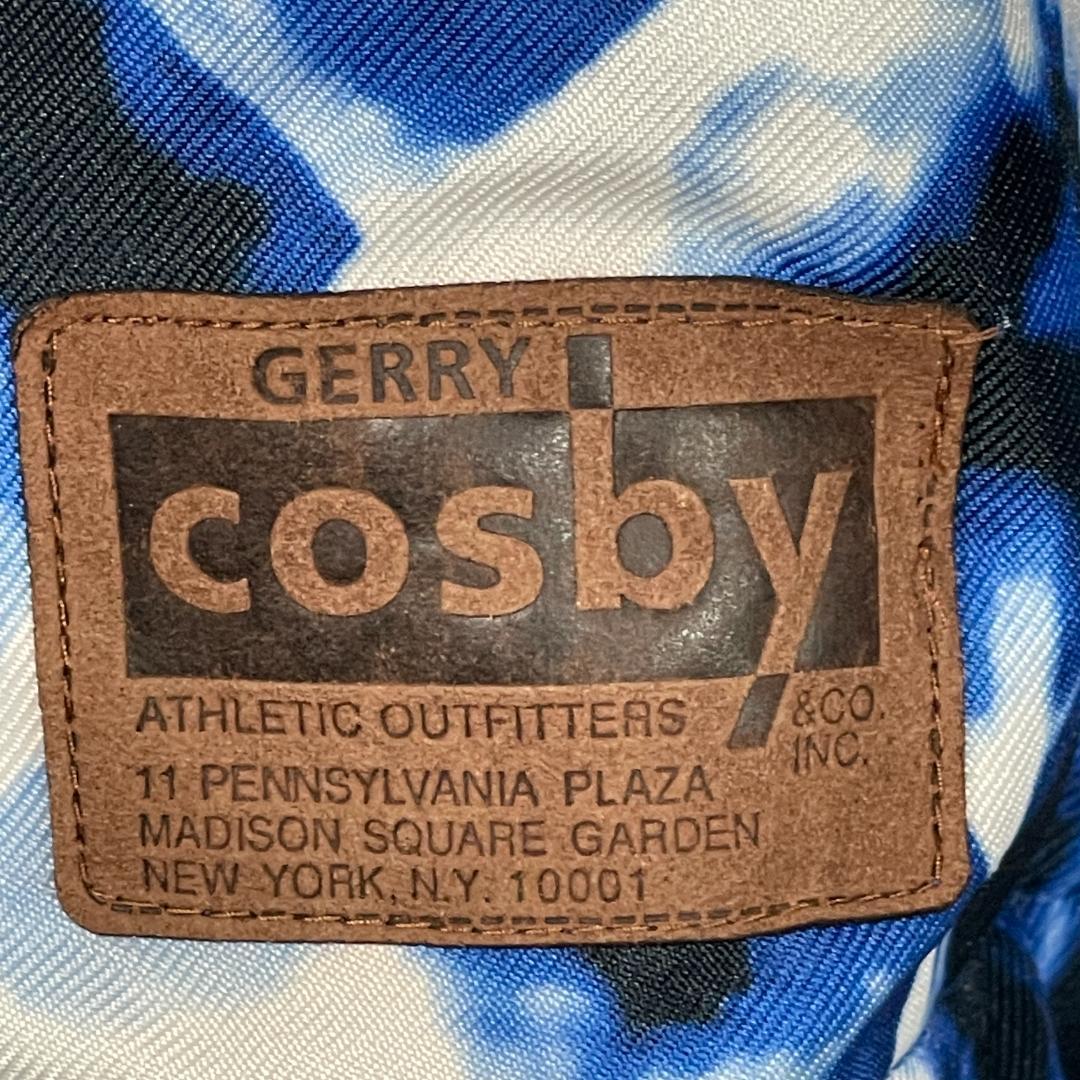 GERRY
cosby
ATHLETIC OUTFITTERS
&CO.
INC.
11 PENNSYLVANIA PLAZA
MADISON SQUARE GARDEN
NEW YORK, N.Y. 10001